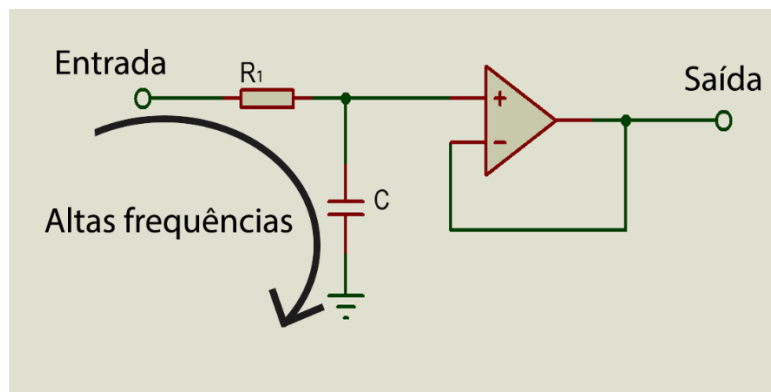 Entrada
R1
Saída
+
-
C
Altas frequências